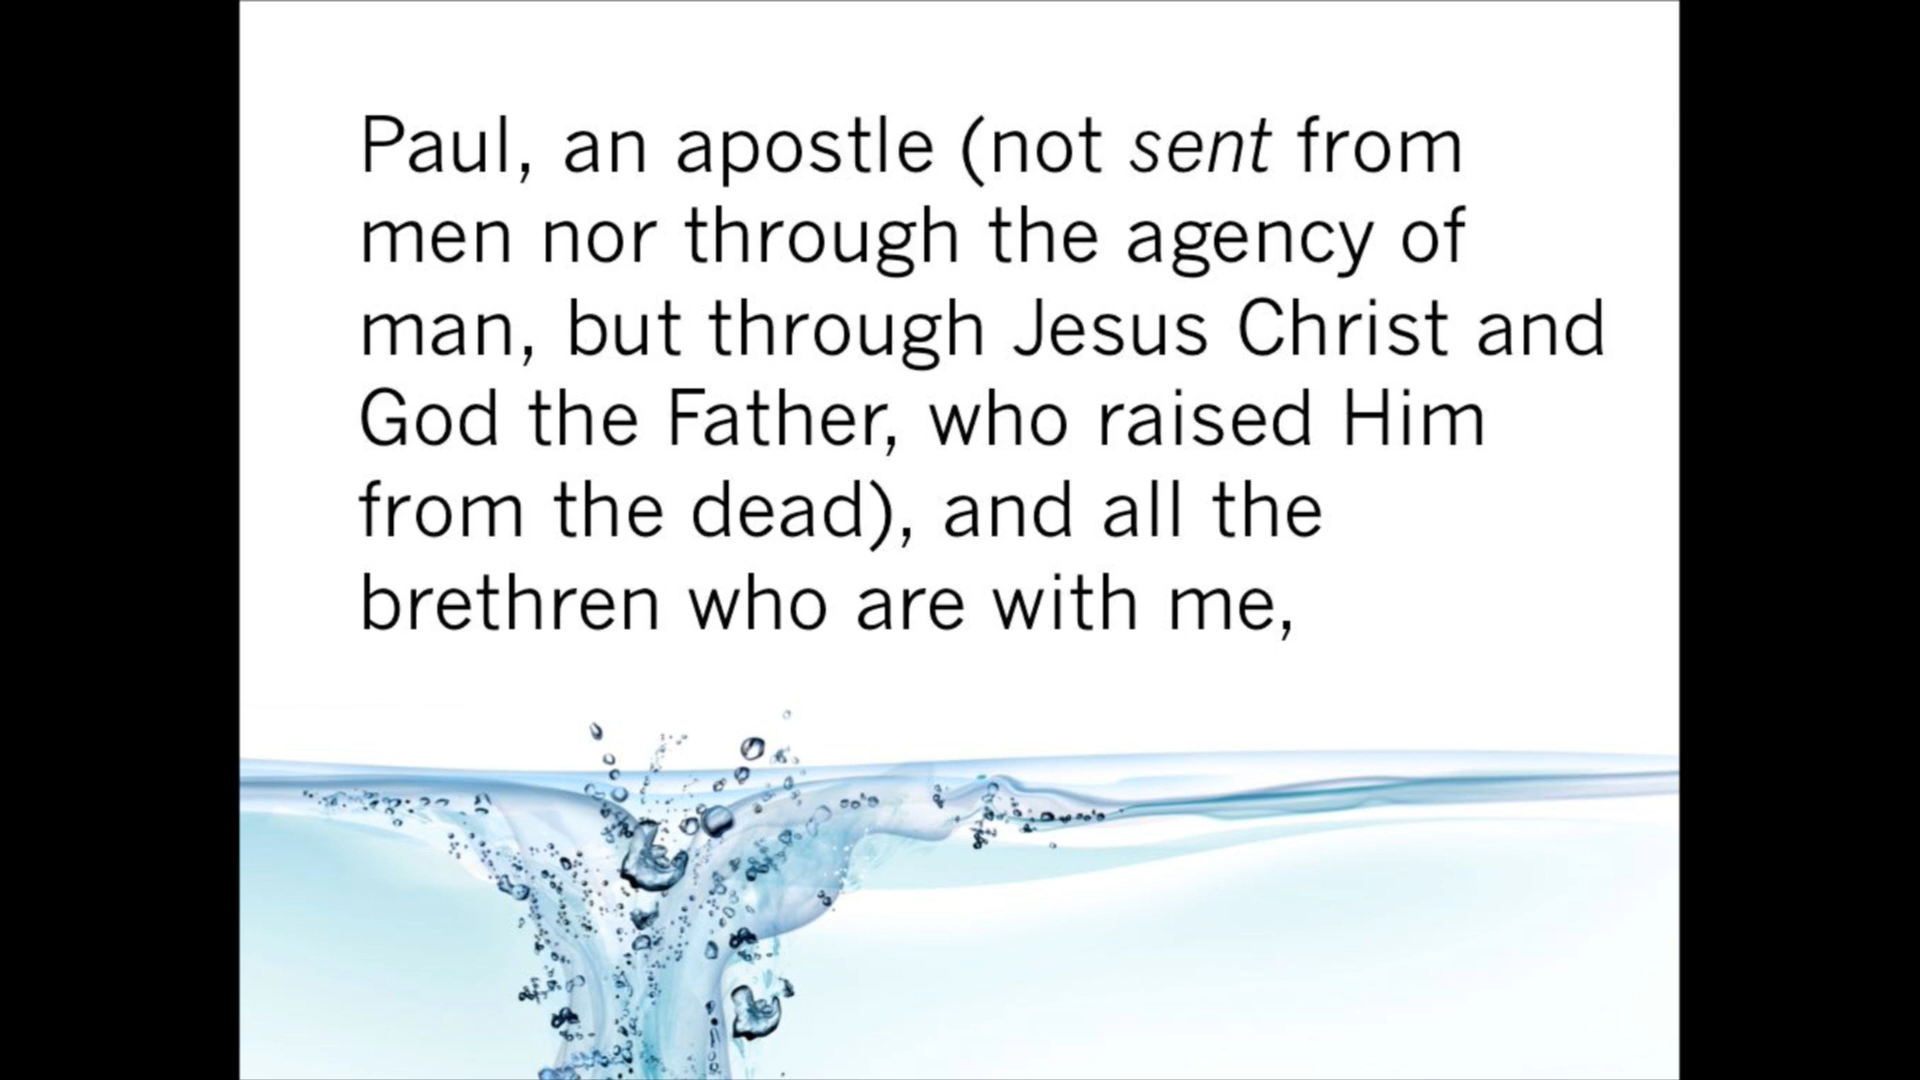 Paul, an apostle (not sent from
men nor through the agency of
man, but through Jesus Christ and
God the Father, who raised Him
from the dead), and all the
brethren who are with me,